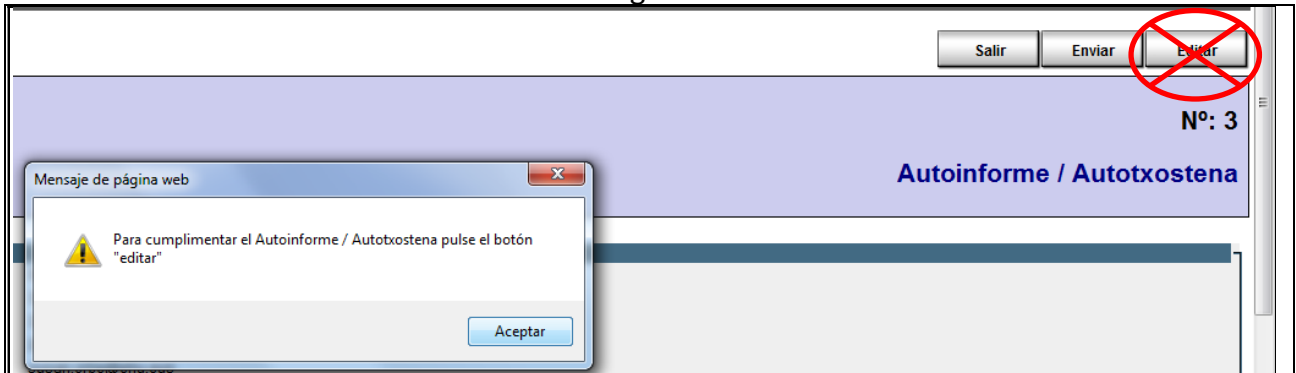 Salir Enviar Editar
Nº: 3
Autoinforme / Autotxostena
Mensaje de página web
Para cumplimentar el Autoinforme / Autotxostena pulse el botón
"editar"
Aceptar